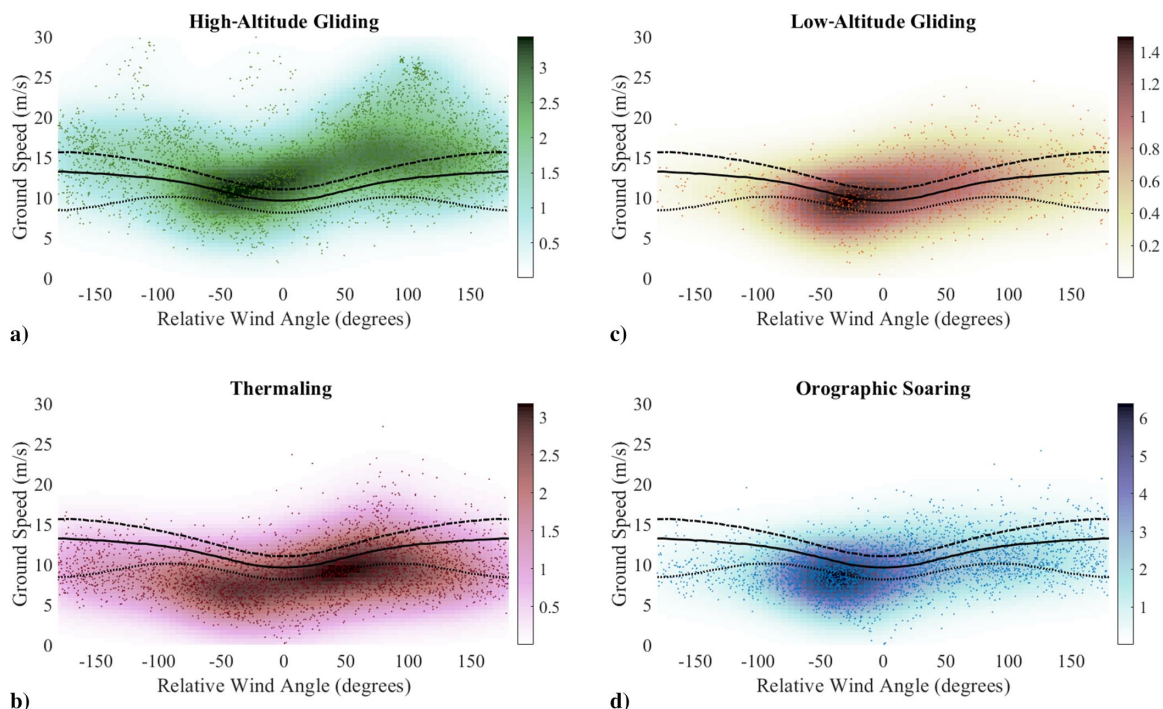 High-Altitude Gliding
30
25
20
15
10
5
0
Ground Speed (m/s)
-150 -100 -50 0 50 100 150
Relative Wind Angle (degrees)
3
2.5
2
1.5
1
0.5
a)
Low-Altitude Gliding
30
25
20
15
10
5
0
Ground Speed (m/s)
-150 -100 -50 0 50 100 150
Relative Wind Angle (degrees)
1.4
1.2
1
0.8
0.6
0.4
0.2
c)
Thermaling
30
25
20
15
10
5
0
Ground Speed (m/s)
-150 -100 -50 0 50 100 150
Relative Wind Angle (degrees)
3
2.5
2
1.5
1
0.5
b)
Orographic Soaring
30
25
20
15
10
5
0
Ground Speed (m/s)
-150 -100 -50 0 50 100 150
Relative Wind Angle (degrees)
6
5
4
3
2
1
d)